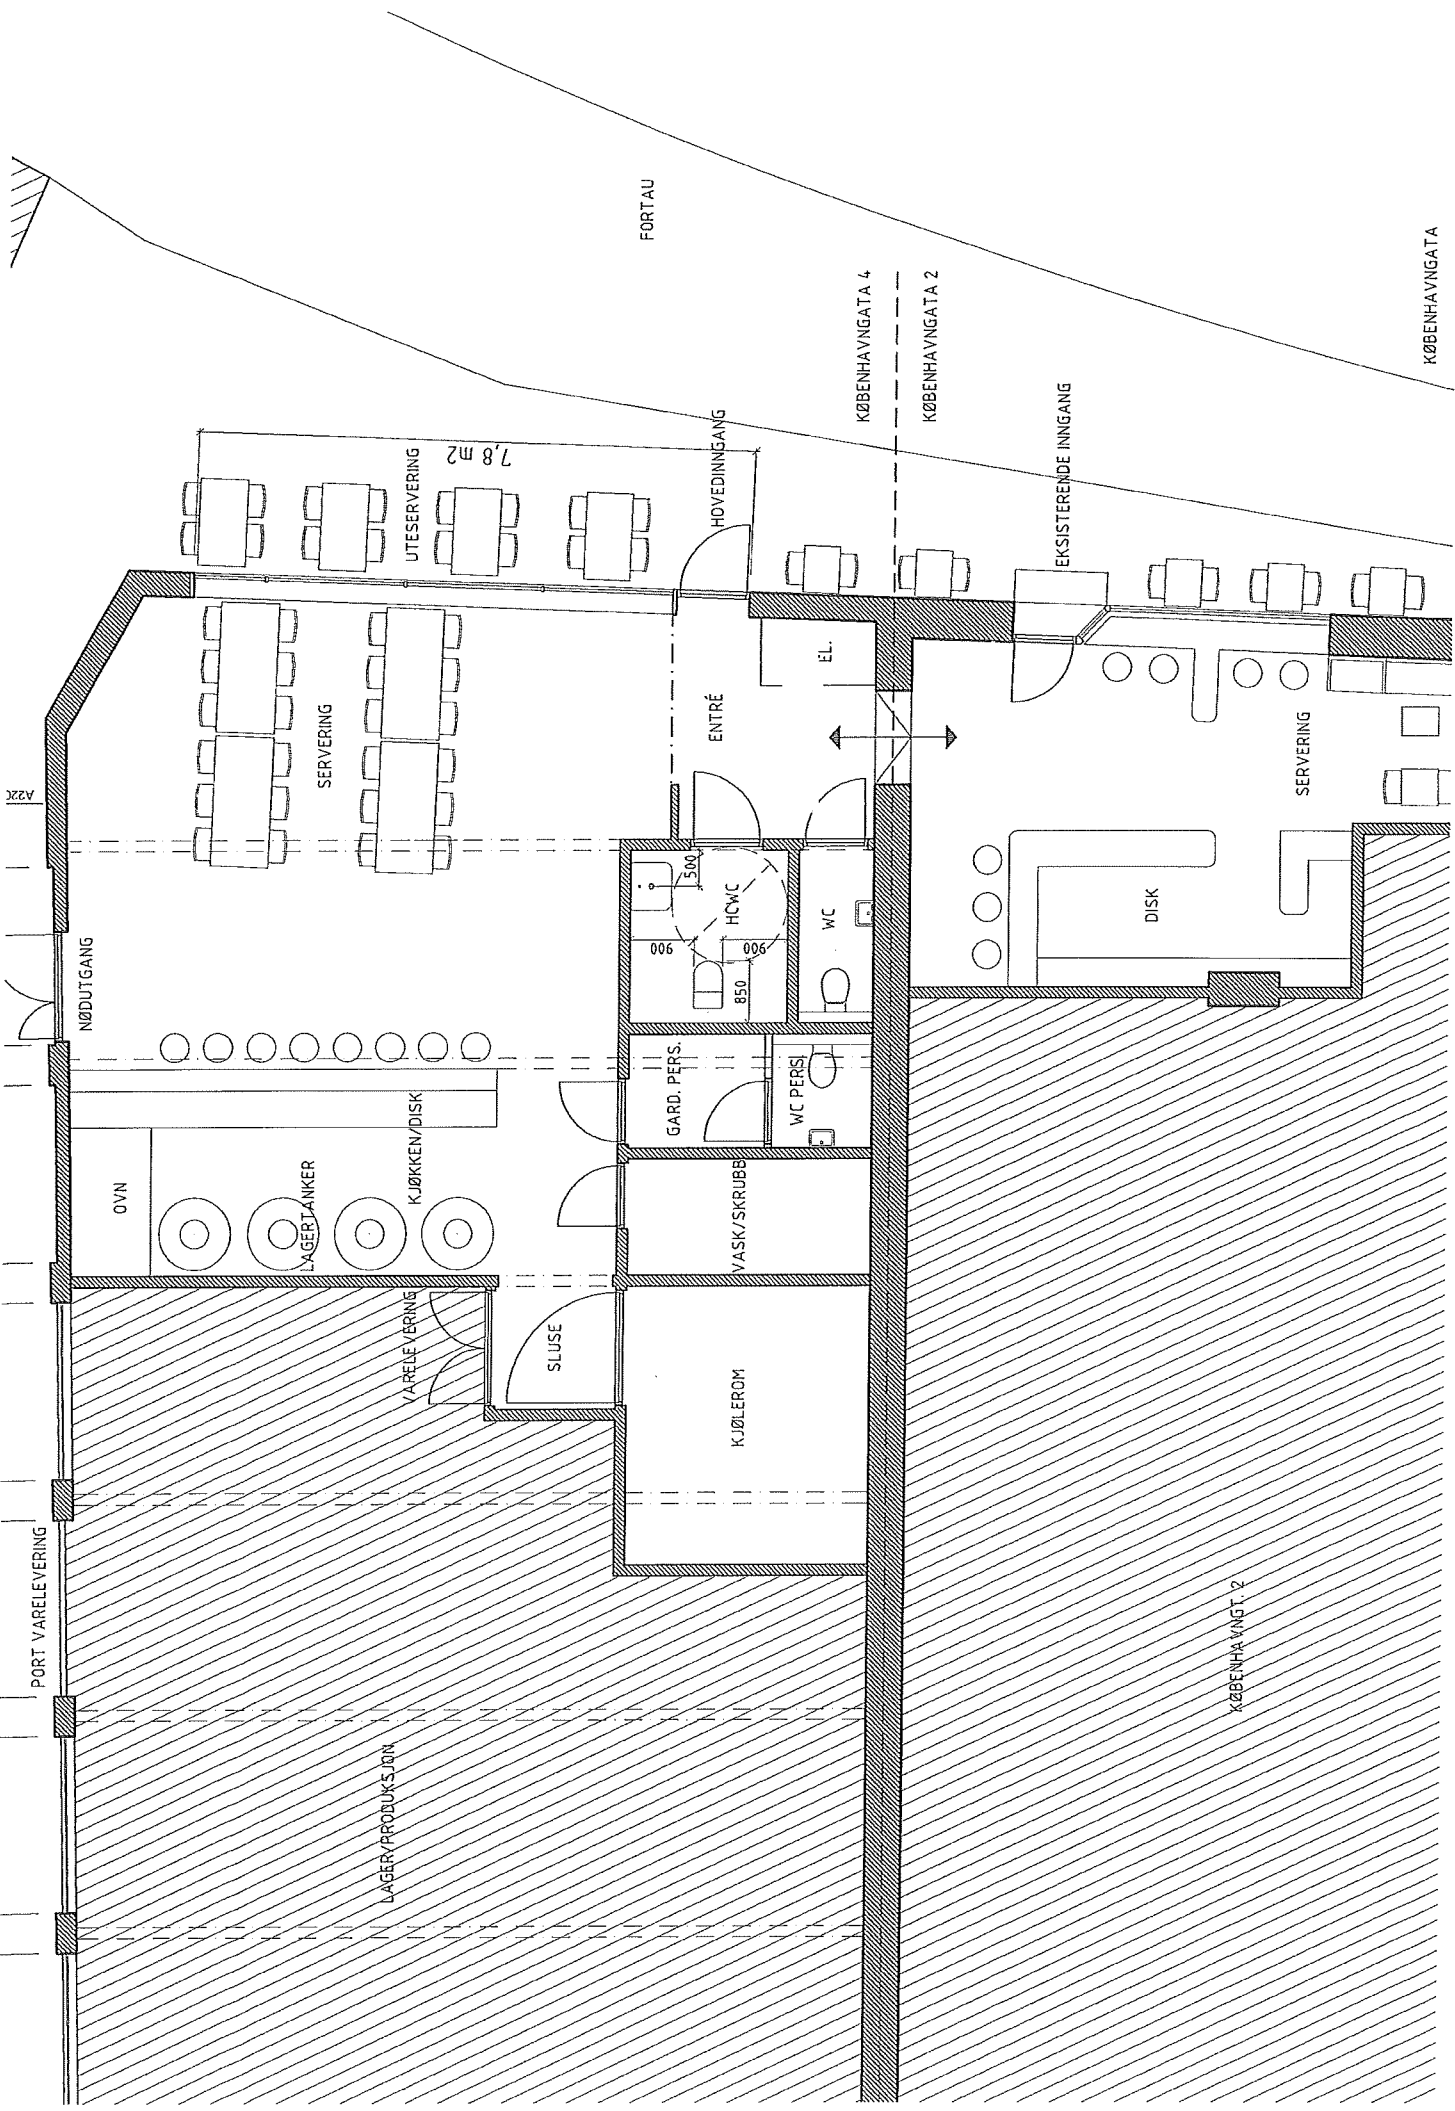 FORTAU
KØBENHAVNGATA 4
KØBENHAVNGATA 2
KØBENHAVNGATA
HOVEDINNGANG
EKSISTERENDE INNGANG
UTESERVERING
7,8 m2
SERVERING
ENTRÉ
EL.
SERVERING
NØDUTGANG
HCWC
500
900
900
850
WC
DISK
GARD. PERS.
WC PERS.
OVN
LAGERTANKER
KJØKKEN/DISK
VASK/SKRUBB
VARELEVERING
SLUSE
KJØLEROM
PORT VARELEVERING
LAGER/PRODUKSJON
KØBENHAVNGT. 2